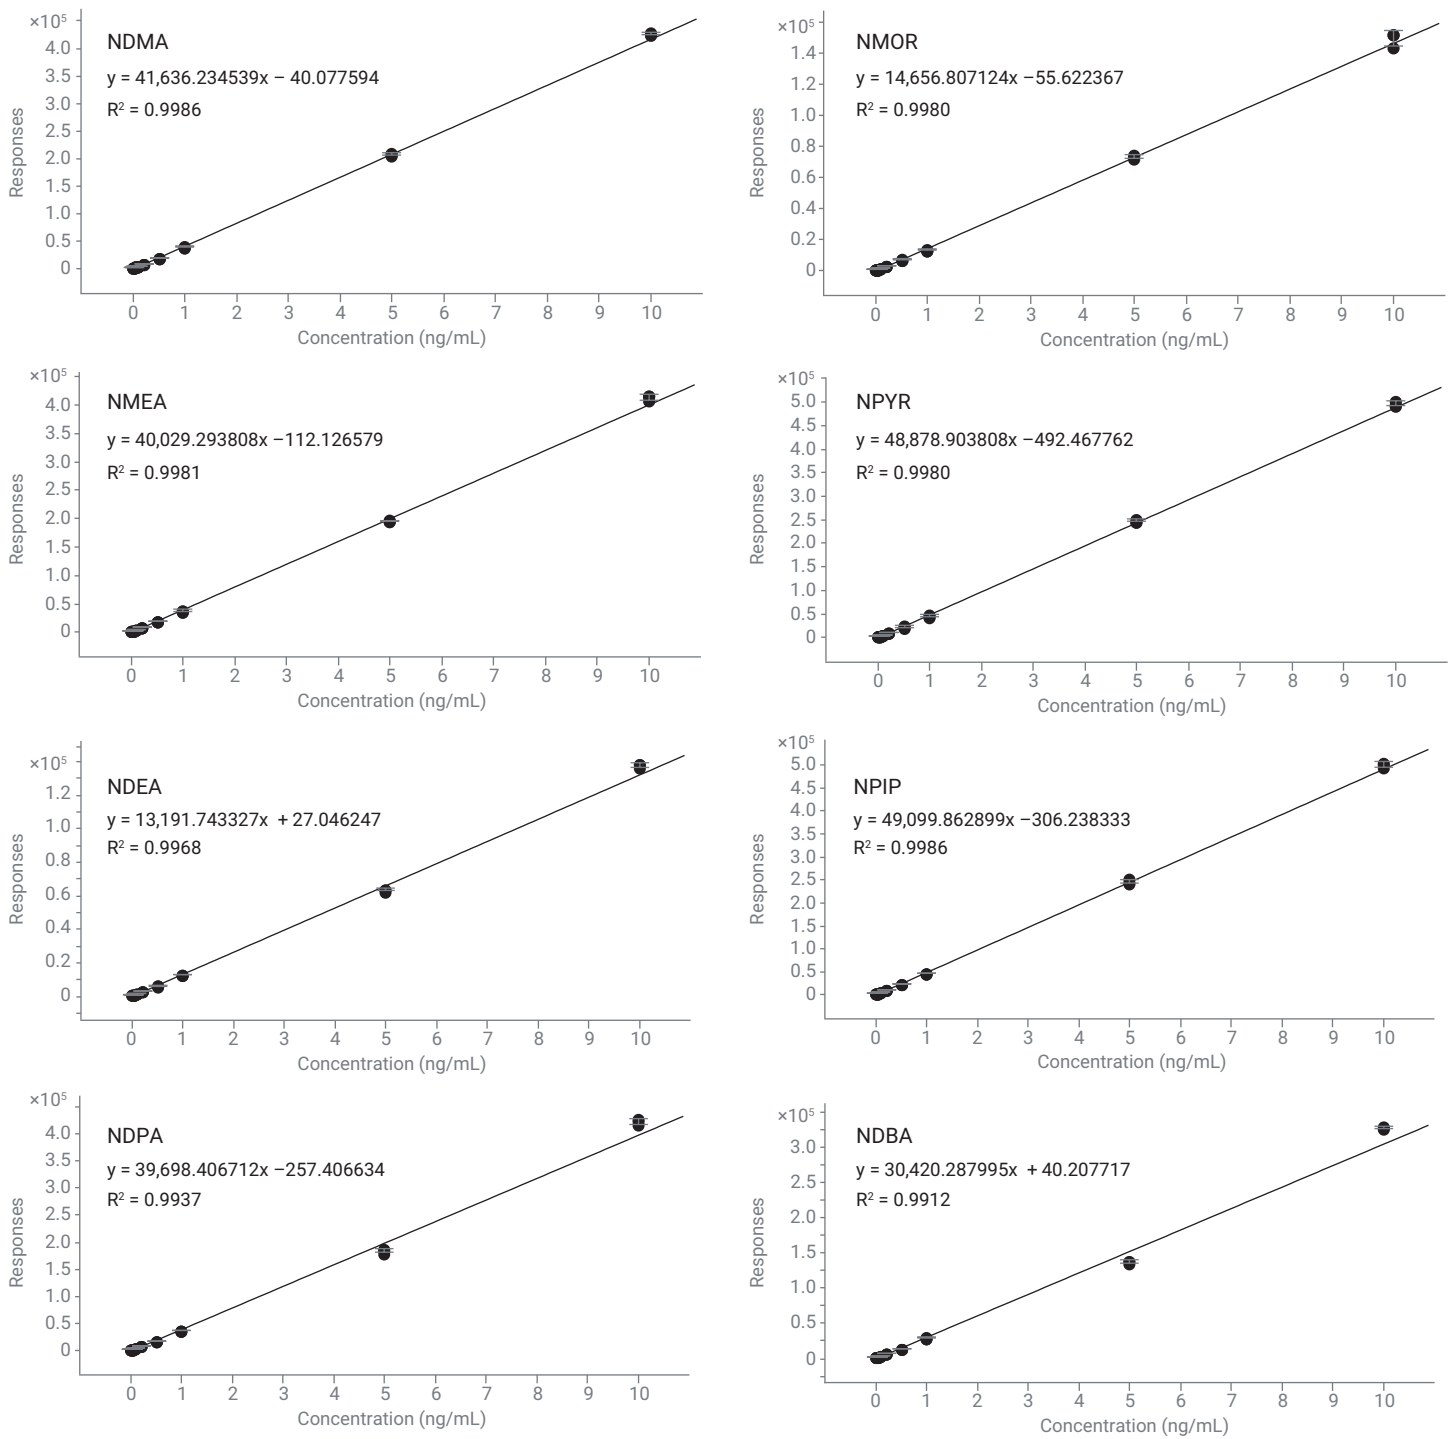 NDMA
y = 41,636.234539x − 40.077594
R² = 0.9986
×10⁵
4.0
3.5
3.0
2.5
2.0
1.5
1.0
0.5
0
Responses
0 1 2 3 4 5 6 7 8 9 10
Concentration (ng/mL)
NMOR
y = 14,656.807124x −55.622367
R² = 0.9980
×10⁵
1.4
1.2
1.0
0.8
0.6
0.4
0.2
0
Responses
0 1 2 3 4 5 6 7 8 9 10
Concentration (ng/mL)
NMEA
y = 40,029.293808x −112.126579
R² = 0.9981
×10⁵
4.0
3.5
3.0
2.5
2.0
1.5
1.0
0.5
0
Responses
0 1 2 3 4 5 6 7 8 9 10
Concentration (ng/mL)
NPYR
y = 48,878.903808x −492.467762
R² = 0.9980
×10⁵
5.0
4.5
4.0
3.5
3.0
2.5
2.0
1.5
1.0
0.5
0
Responses
0 1 2 3 4 5 6 7 8 9 10
Concentration (ng/mL)
NDEA
y = 13,191.743327x + 27.046247
R² = 0.9968
×10⁵
1.2
1.0
0.8
0.6
0.4
0.2
0
Responses
0 1 2 3 4 5 6 7 8 9 10
Concentration (ng/mL)
NPIP
y = 49,099.862899x −306.238333
R² = 0.9986
×10⁵
5.0
4.5
4.0
3.5
3.0
2.5
2.0
1.5
1.0
0.5
0
Responses
0 1 2 3 4 5 6 7 8 9 10
Concentration (ng/mL)
NDPA
y = 39,698.406712x −257.406634
R² = 0.9937
×10⁵
4.0
3.5
3.0
2.5
2.0
1.5
1.0
0.5
0
Responses
0 1 2 3 4 5 6 7 8 9 10
Concentration (ng/mL)
NDBA
y = 30,420.287995x + 40.207717
R² = 0.9912
×10⁵
3.0
2.5
2.0
1.5
1.0
0.5
0
Responses
0 1 2 3 4 5 6 7 8 9 10
Concentration (ng/mL)